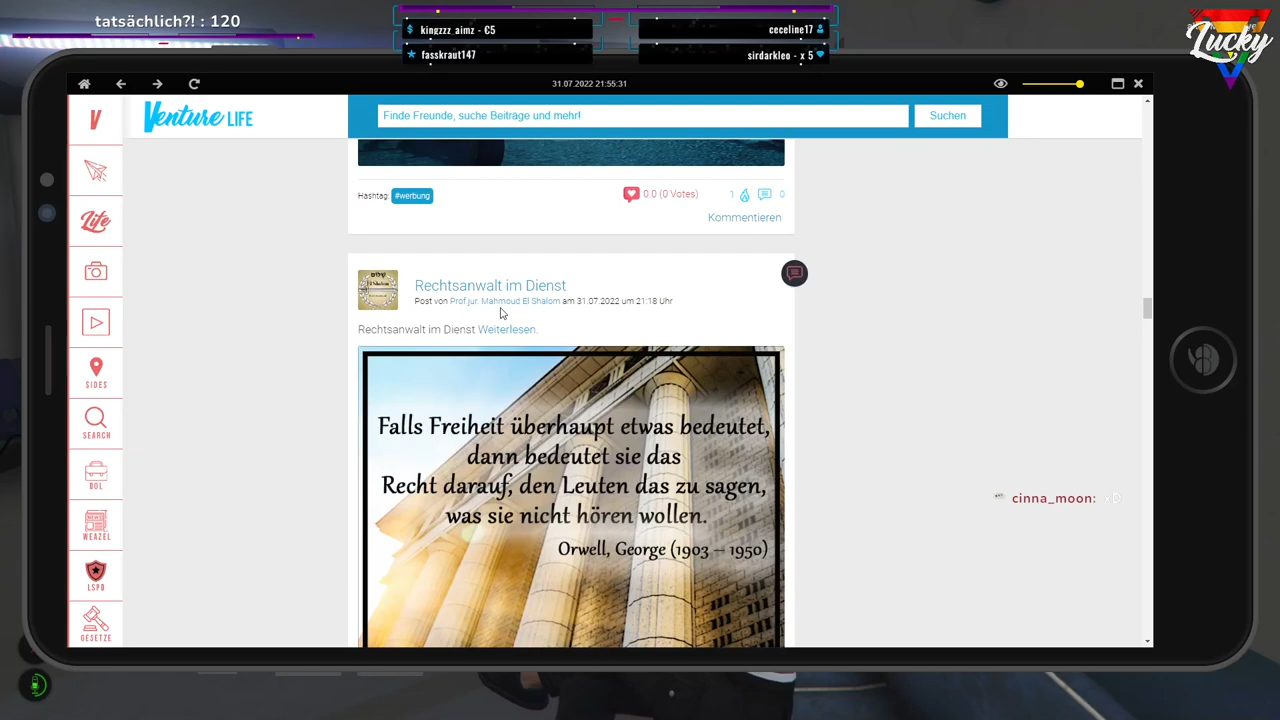 tatsächlich?! : 120
kingzzz_aimz - €5
ceceline17
fasskraut147
sirdarkleo - x 5
Lucky
31.07.2022 21:55:31
V
Venture LIFE
Finde Freunde, suche Beiträge und mehr!
Suchen
Hashtag: #werbung
0.0 (0 Votes)
1
0
Kommentieren
Life
Rechtsanwalt im Dienst
Post von Prof.jur. Mahmoud El Shalom am 31.07.2022 um 21:18 Uhr
Rechtsanwalt im Dienst Weiterlesen.
Falls Freiheit überhaupt etwas bedeutet,
dann bedeutet sie das
Recht darauf, den Leuten das zu sagen,
was sie nicht hören wollen.
Orwell, George (1903 – 1950)
SIDES
SEARCH
BOL
WEAZEL
LSPD
GESETZE
cinna_moon: xD